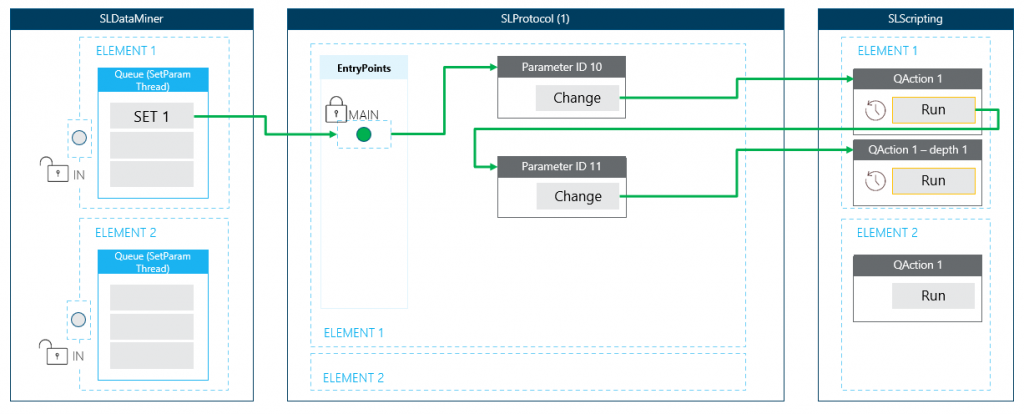 SLDataMiner
ELEMENT 1
Queue (SetParam
Thread)
SET 1
IN
ELEMENT 2
Queue (SetParam
Thread)
IN
SLProtocol (1)
EntryPoints
MAIN
Parameter ID 10
Change
Parameter ID 11
Change
ELEMENT 1
ELEMENT 2
SLScripting
ELEMENT 1
QAction 1
Run
QAction 1 – depth 1
Run
ELEMENT 2
QAction 1
Run